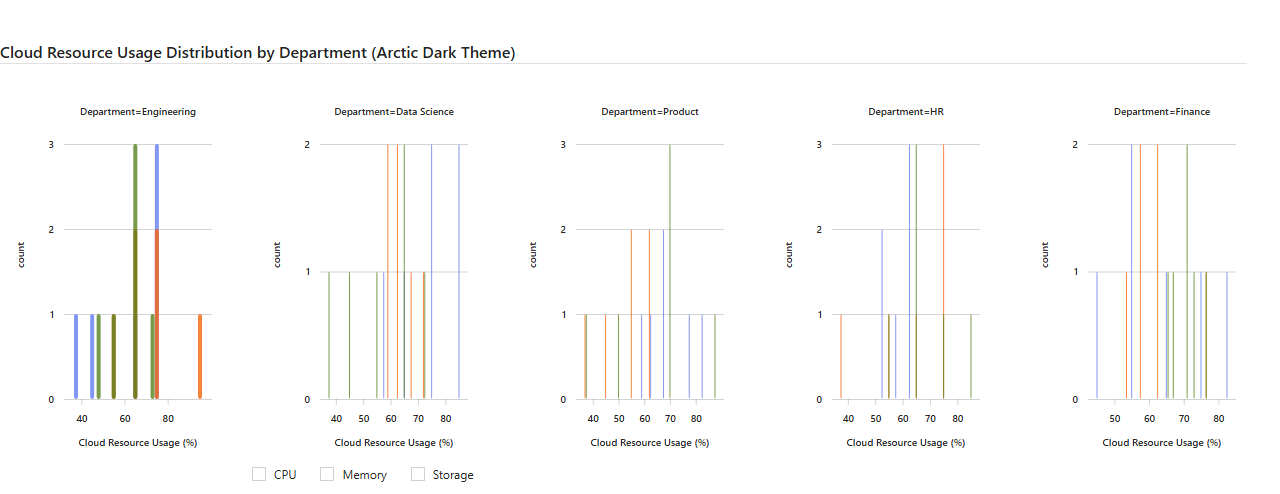 Cloud Resource Usage Distribution by Department (Arctic Dark Theme)
Department=Engineering
3
2
1
0
count
40 60 80
Cloud Resource Usage (%)
Department=Data Science
2
1
0
count
40 50 60 70 80
Cloud Resource Usage (%)
Department=Product
3
2
1
0
count
40 50 60 70 80
Cloud Resource Usage (%)
Department=HR
3
2
1
0
count
40 50 60 70 80
Cloud Resource Usage (%)
Department=Finance
2
1
0
count
50 60 70 80
Cloud Resource Usage (%)
CPU Memory Storage